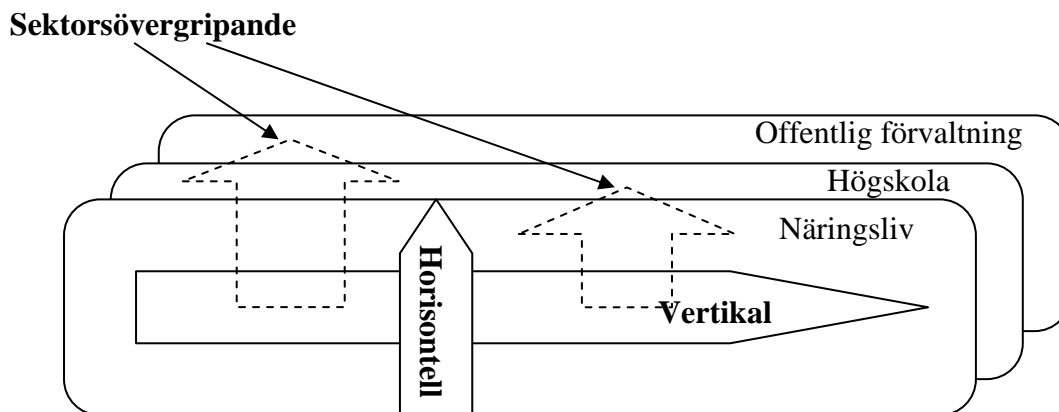 Sektorsövergripande
Offentlig förvaltning
Högskola
Näringsliv
Horisontell
Vertikal